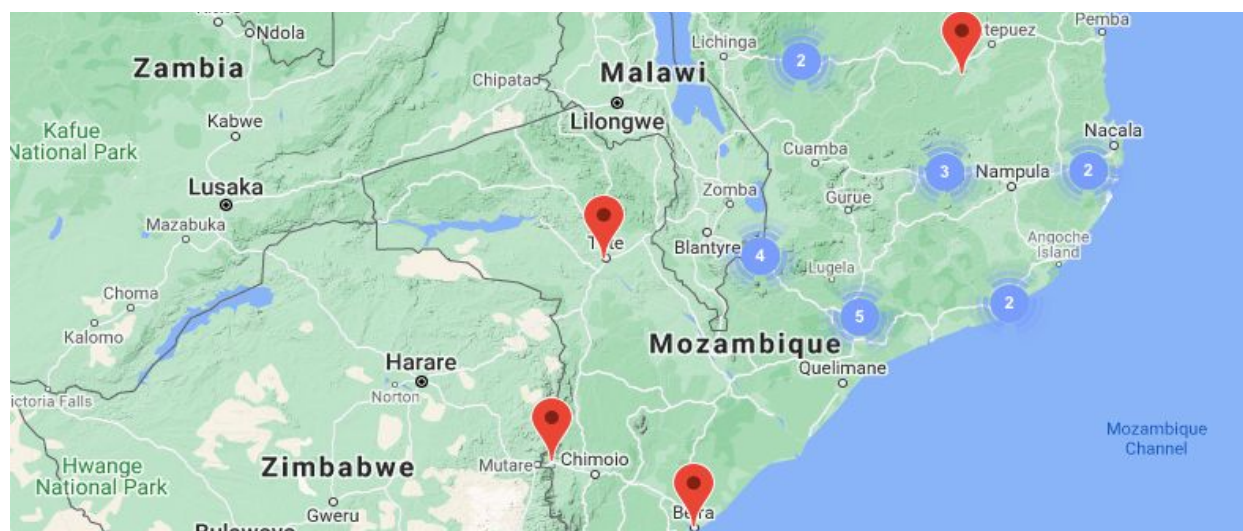 Ndola
Zambia
Chipata
Malawi
Lilongwe
Lichinga
2
tepuez
Pemba
Kafue
National Park
Kabwe
Lusaka
Mazabuka
Cuamba
3
Nampula
Nacala
2
Zomba
Gurue
Blantyre
4
Lugela
Angoche
Island
Choma
Kalomo
5
2
Mozambique
Quelimane
Harare
Norton
ictoria Falls
Mozambique
Channel
Hwange
National Park
Zimbabwe
Mutare
Chimoio
Gweru